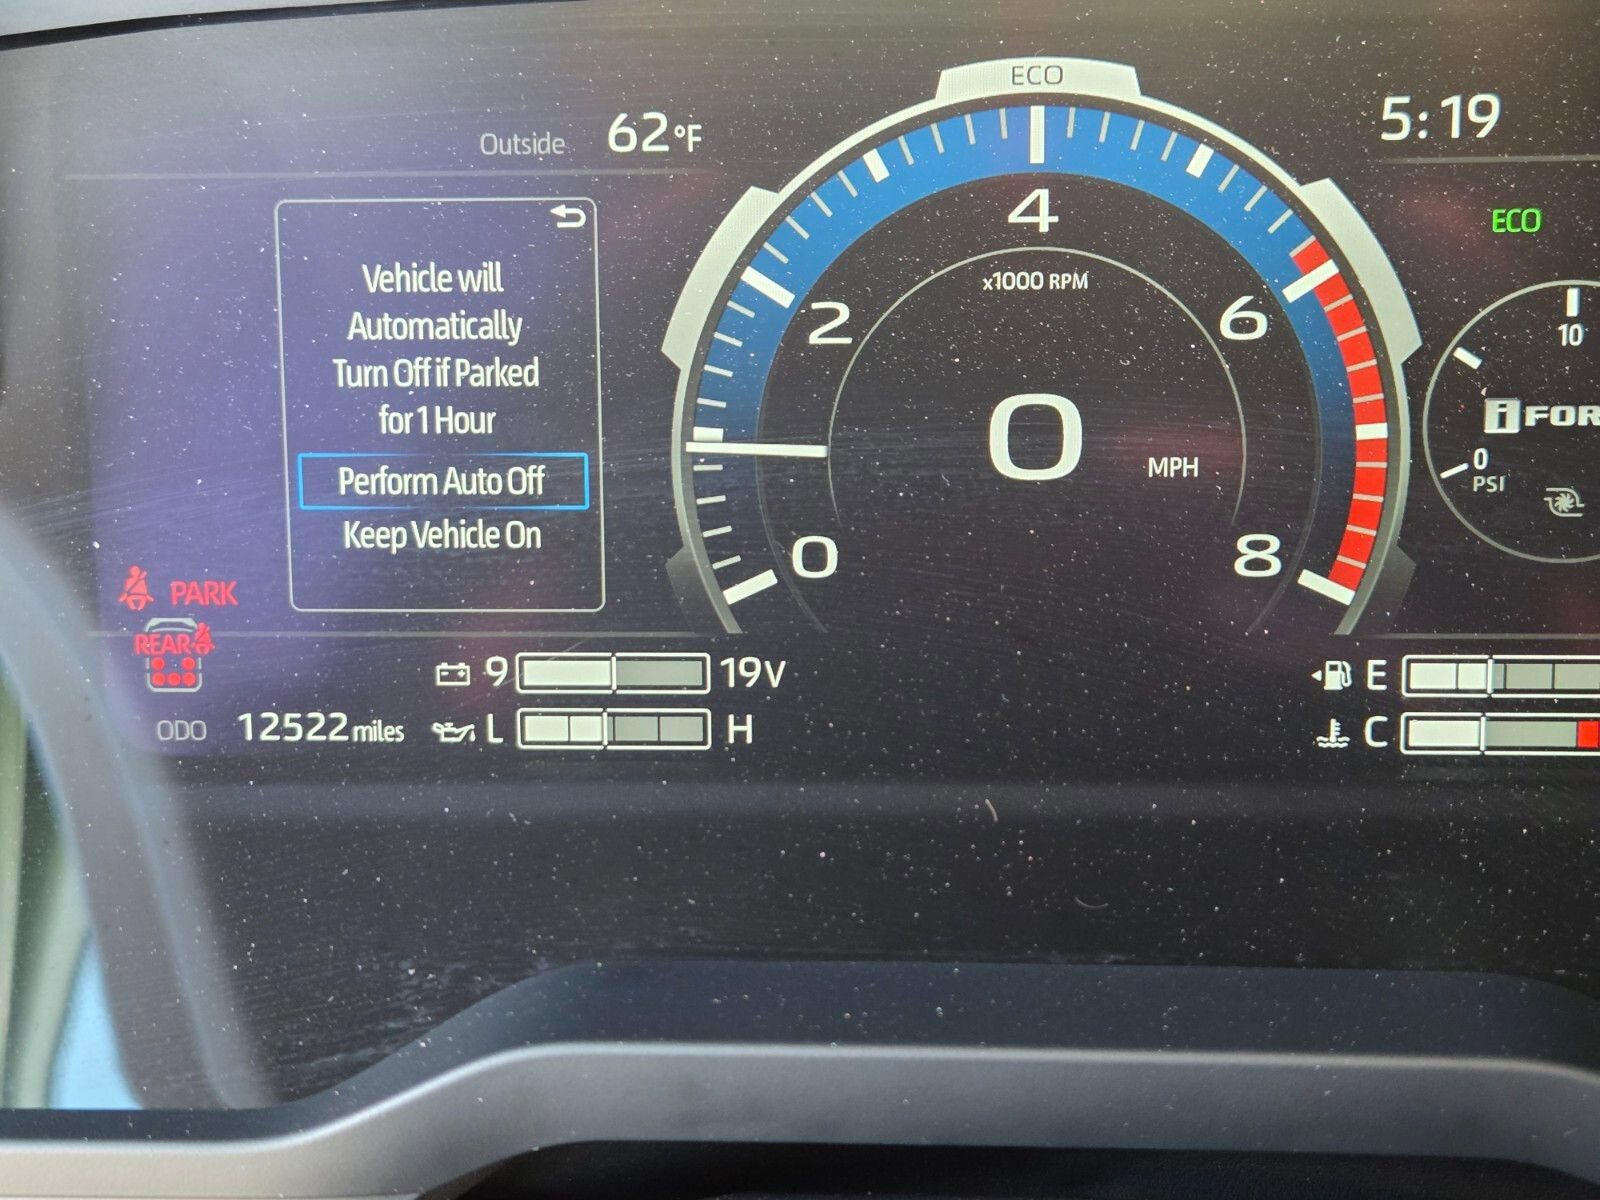 ECO
Outside 62°F
5:19
Vehicle will
Automatically
Turn Off if Parked
for 1 Hour
Perform Auto Off
Keep Vehicle On
4
x1000 RPM
2
6
0
MPH
0
8
ECO
10
i FOR
0
PSI
PARK
REAR
9 19V
ODO 12522 miles
L H
E
C